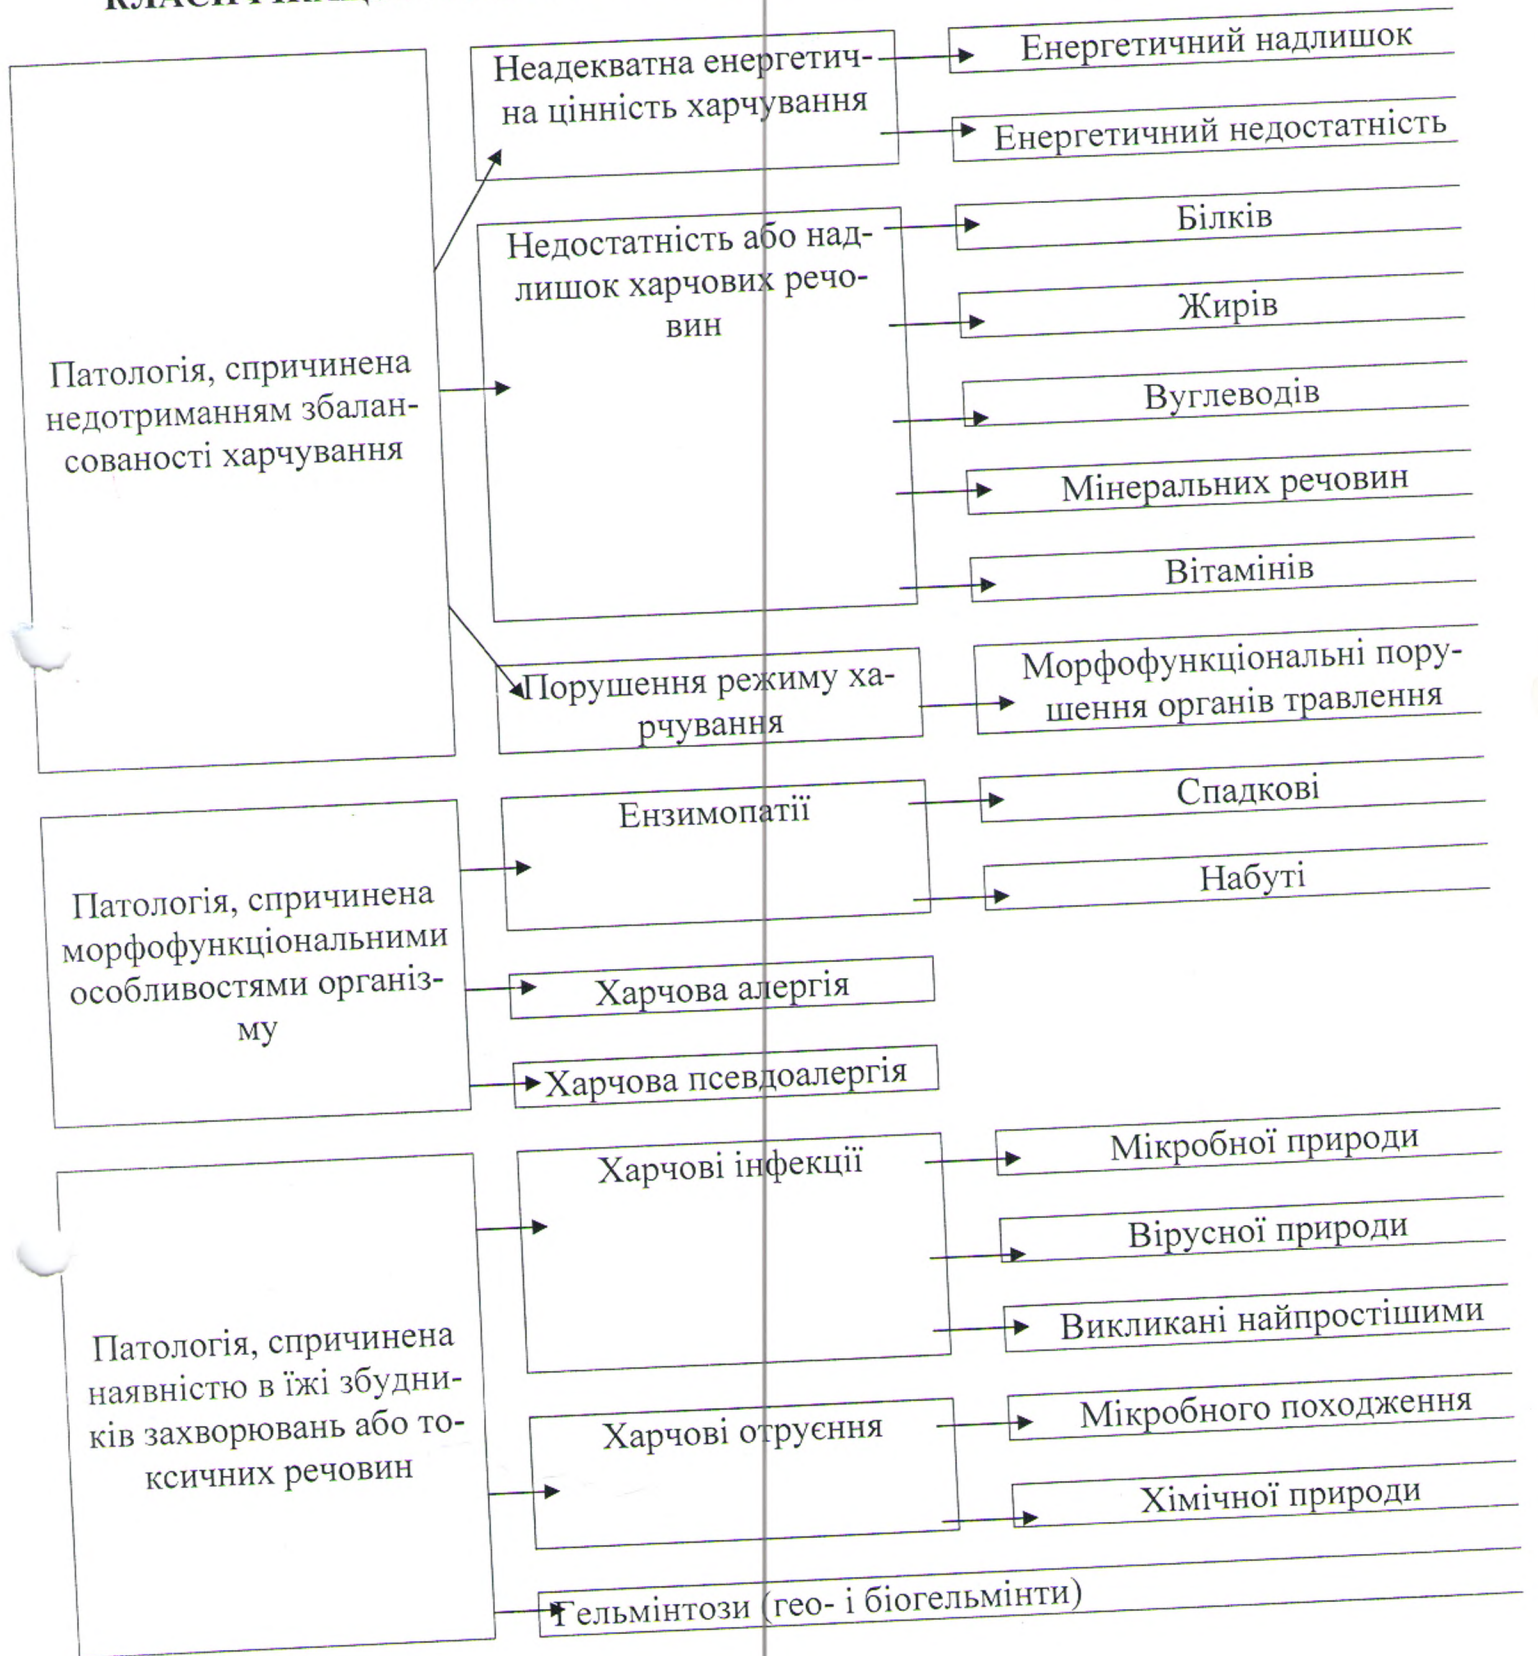 Неадекватна енергетич-
на цінність харчування
Енергетичний надлишок
Енергетичний недостатність
Патологія, спричинена
недотриманням збалан-
сованості харчування
Недостатність або над-
лишок харчових речо-
вин
Білків
Жирів
Вуглеводів
Мінеральних речовин
Вітамінів
Порушення режиму ха-
рчування
Морфофункціональні пору-
шення органів травлення
Патологія, спричинена
морфофункціональними
особливостями організ-
му
Ензимопатії
Спадкові
Набуті
Харчова алергія
Харчова псевдоалергія
Патологія, спричинена
наявністю в їжі збудни-
ків захворювань або то-
ксичних речовин
Харчові інфекції
Мікробної природи
Вірусної природи
Викликані найпростішими
Харчові отруєння
Мікробного походження
Хімічної природи
Гельмінтози (гео- і біогельмінти)